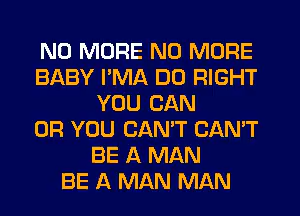 NO MORE NO MORE
BABY I'MA DO RIGHT
YOU CAN
OR YOU CAN'T CAN'T
BE A MAN
BE A MAN MAN